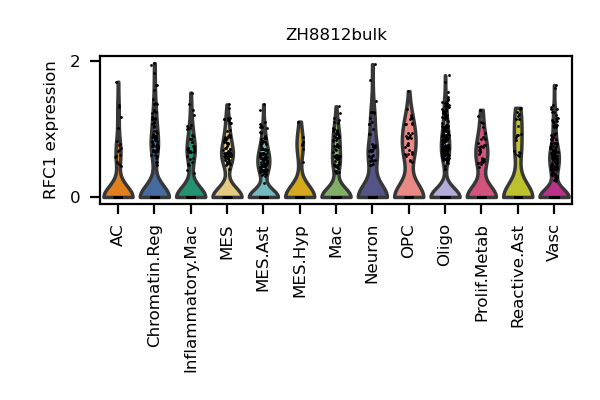 ZH8812bulk
RFC1 expression
2
0
AC
Chromatin.Reg
Inflammatory.Mac
MES
MES.Ast
MES.Hyp
Mac
Neuron
OPC
Oligo
Prolif.Metab
Reactive.Ast
Vasc